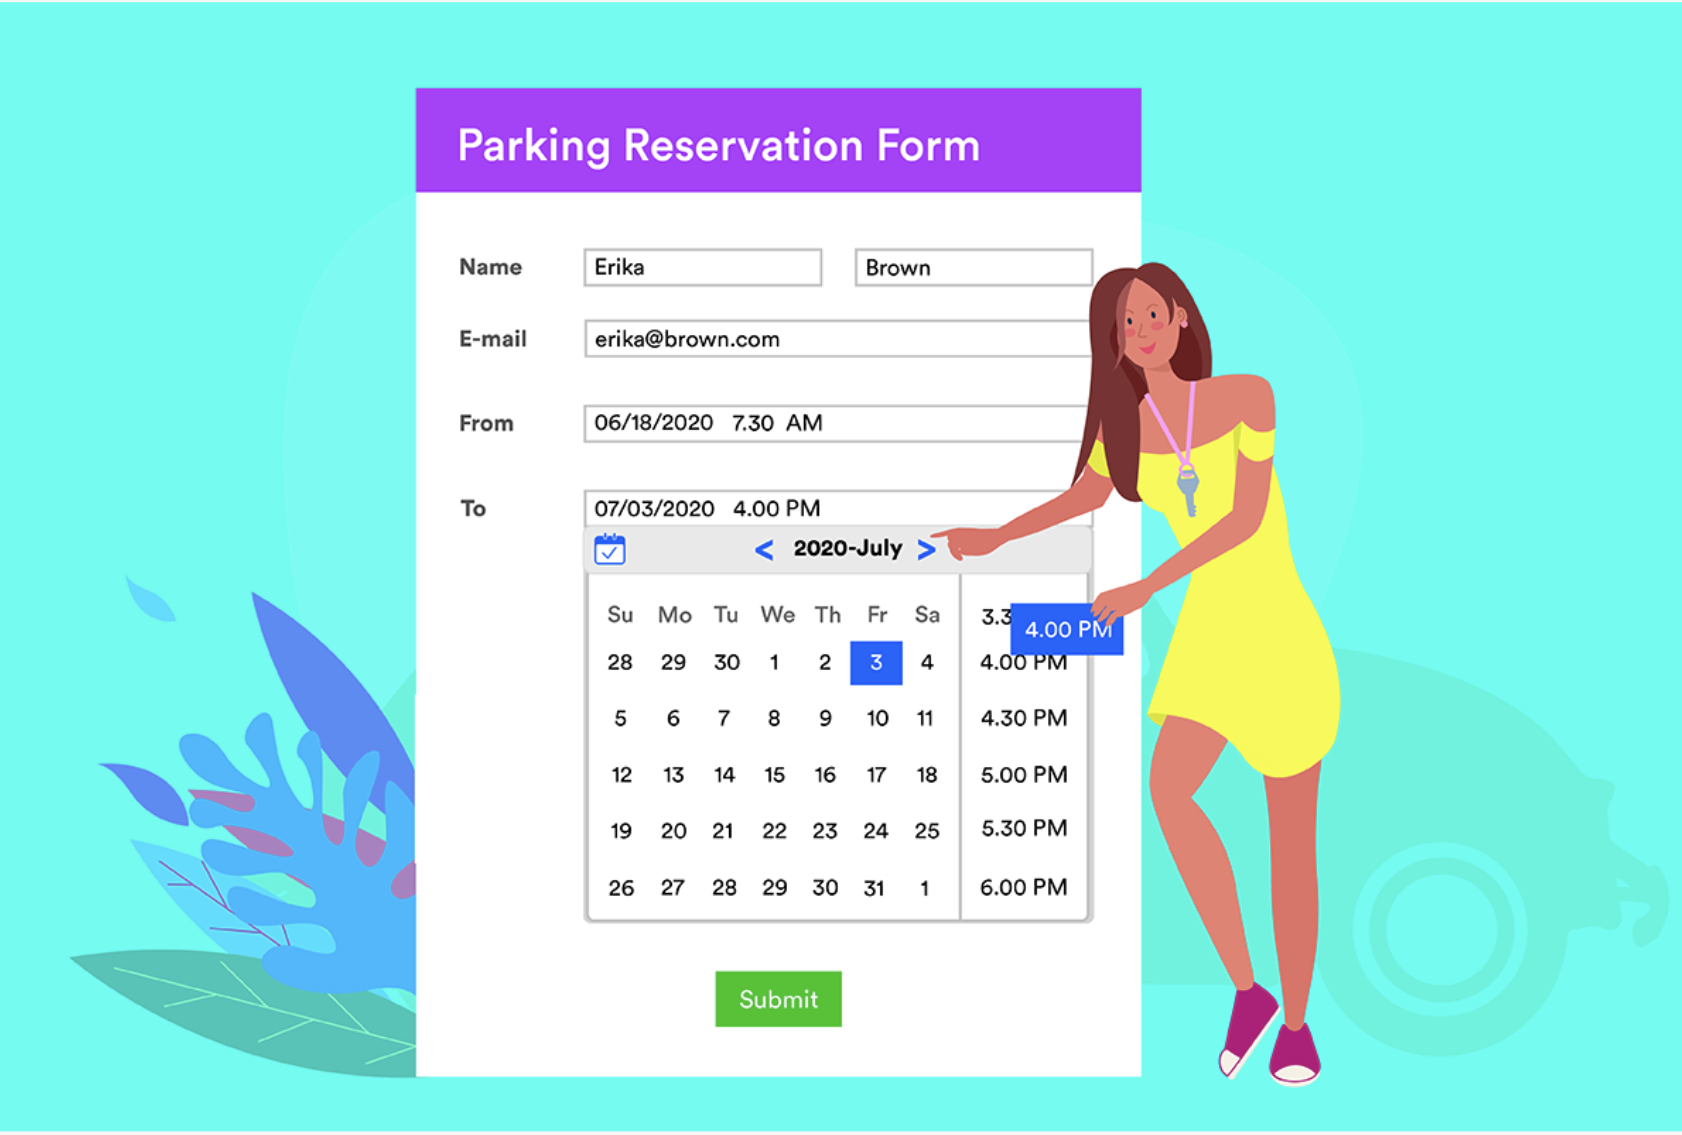 Parking Reservation Form
Name Erika Brown
E-mail erika@brown.com
From 06/18/2020 7.30 AM
To 07/03/2020 4.00 PM
< 2020-July >
Su Mo Tu We Th Fr Sa
4.00 PM
28 29 30 1 2 3 4 4.00 PM
5 6 7 8 9 10 11 4.30 PM
12 13 14 15 16 17 18 5.00 PM
19 20 21 22 23 24 25 5.30 PM
26 27 28 29 30 31 1 6.00 PM
Submit